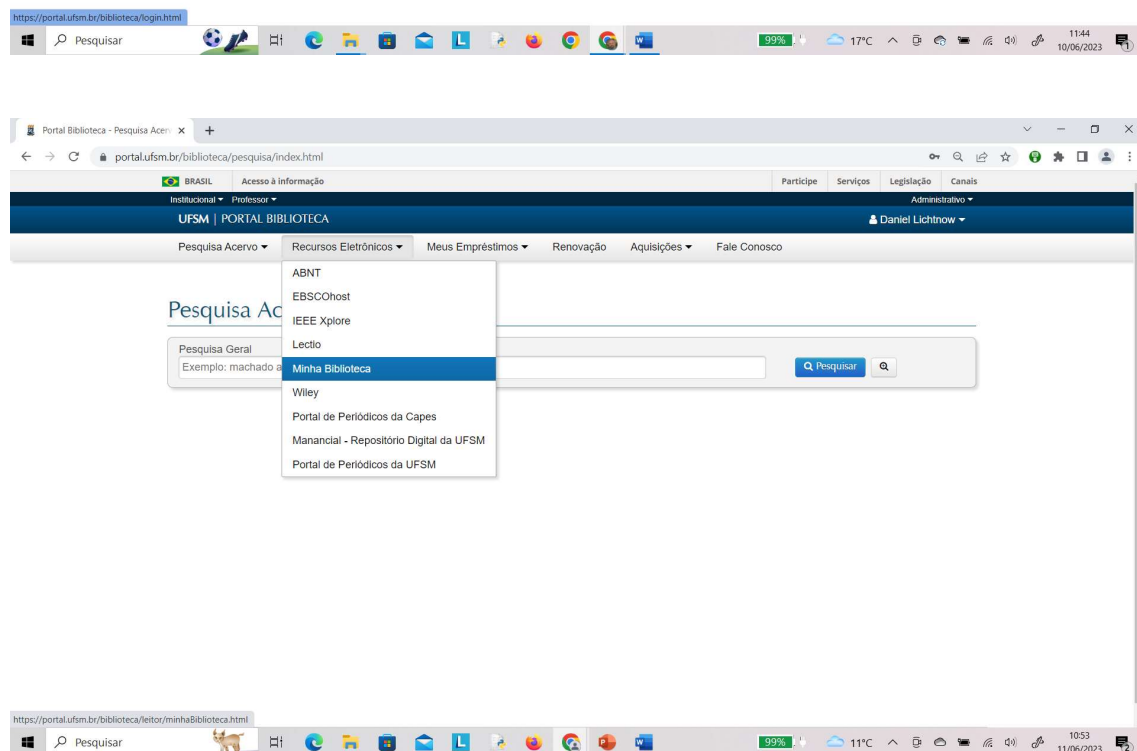 https://portal.ufsm.br/biblioteca/login.html
Pesquisar
99%
17°C
11:44
10/06/2023
Portal Biblioteca - Pesquisa Acer
portal.ufsm.br/biblioteca/pesquisa/index.html
BRASIL Acesso à informação Participe Serviços Legislação Canais
Institucional Professor Administrativo
UFSM | PORTAL BIBLIOTECA Daniel Lichtnow
Pesquisa Acervo Recursos Eletrônicos Meus Empréstimos Renovação Aquisições Fale Conosco
ABNT
EBSCOhost
IEEE Xplore
Lectio
Minha Biblioteca
Wiley
Portal de Periódicos da Capes
Manancial - Repositório Digital da UFSM
Portal de Periódicos da UFSM
Pesquisa Ac
Pesquisa Geral
Exemplo: machado a
Pesquisar
https://portal.ufsm.br/biblioteca/leitor/minhaBiblioteca.html
Pesquisar
99%
11°C
10:53
11/06/2023